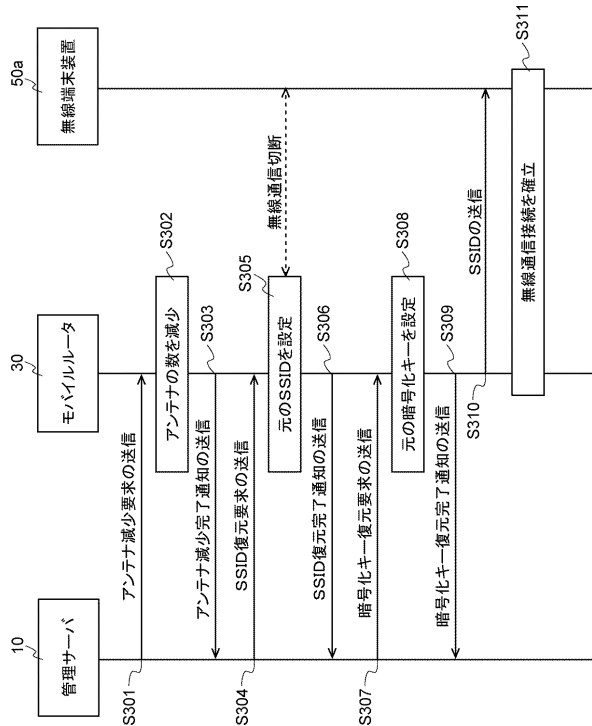 10
管理サーバ
30
モバイルルータ
50a
無線端末装置
S301
アンテナ減少要求の送信
S302
アンテナの数を減少
S303
アンテナ減少完了通知の送信
S304
SSID復元要求の送信
S305
元のSSIDを設定
無線通信切断
S306
SSID復元完了通知の送信
S307
暗号化キー復元要求の送信
S308
元の暗号化キーを設定
S309
暗号化キー復元完了通知の送信
S310
SSIDの送信
S311
無線通信接続を確立